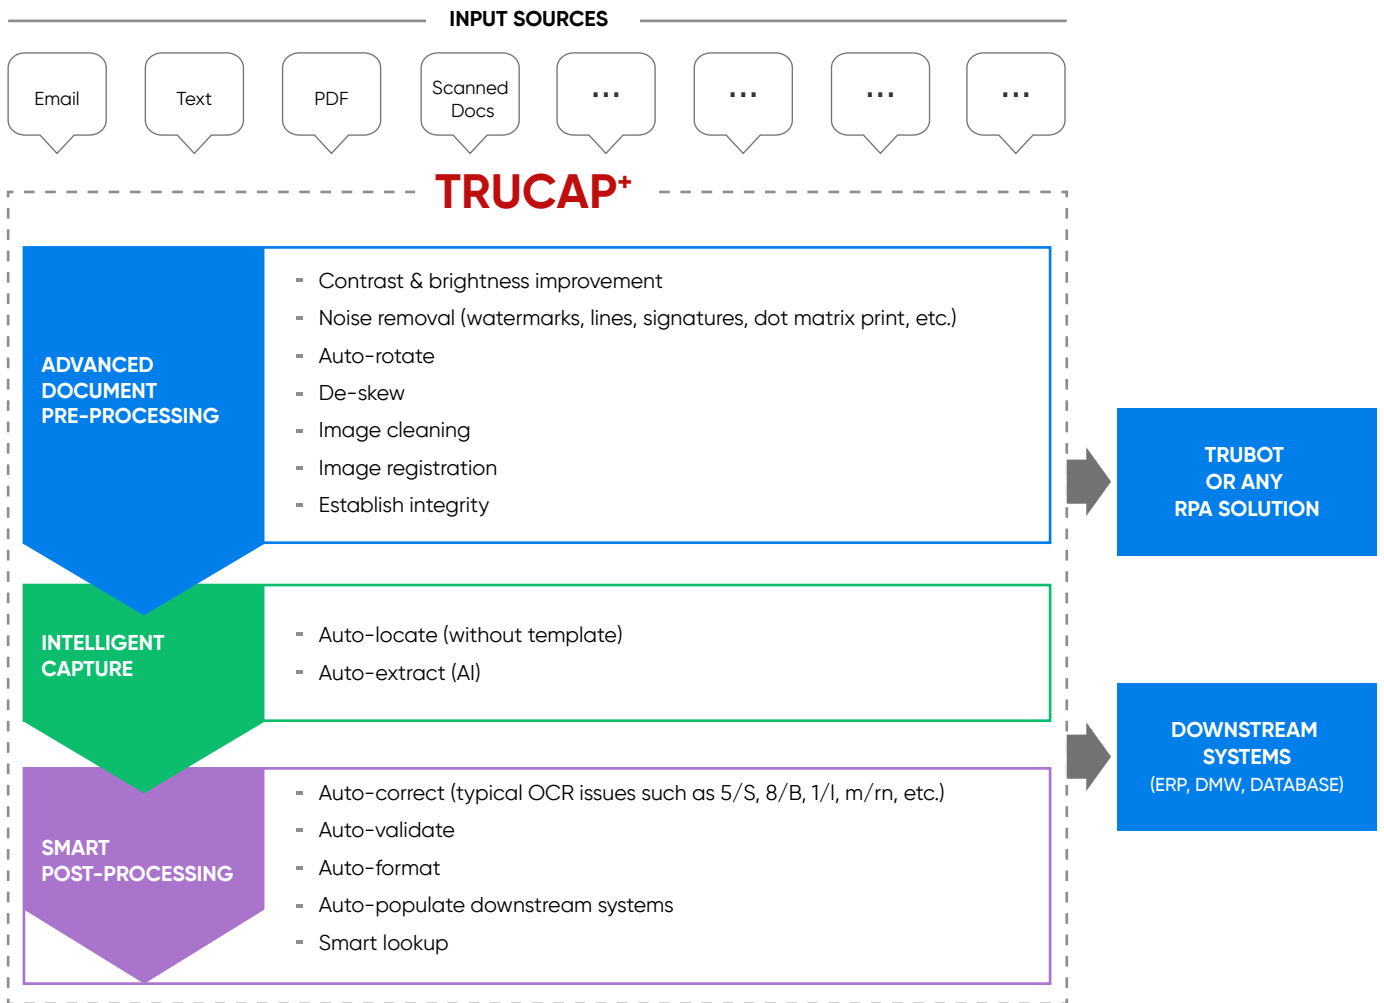 INPUT SOURCES
Email
Text
PDF
Scanned
Docs
...
...
...
...
TRUCAP+
ADVANCED
DOCUMENT
PRE-PROCESSING
- Contrast & brightness improvement
- Noise removal (watermarks, lines, signatures, dot matrix print, etc.)
- Auto-rotate
- De-skew
- Image cleaning
- Image registration
- Establish integrity
TRUBOT
OR ANY
RPA SOLUTION
INTELLIGENT
CAPTURE
- Auto-locate (without template)
- Auto-extract (AI)
DOWNSTREAM
SYSTEMS
(ERP, DMW, DATABASE)
SMART
POST-PROCESSING
- Auto-correct (typical OCR issues such as 5/S, 8/B, 1/I, m/rn, etc.)
- Auto-validate
- Auto-format
- Auto-populate downstream systems
- Smart lookup